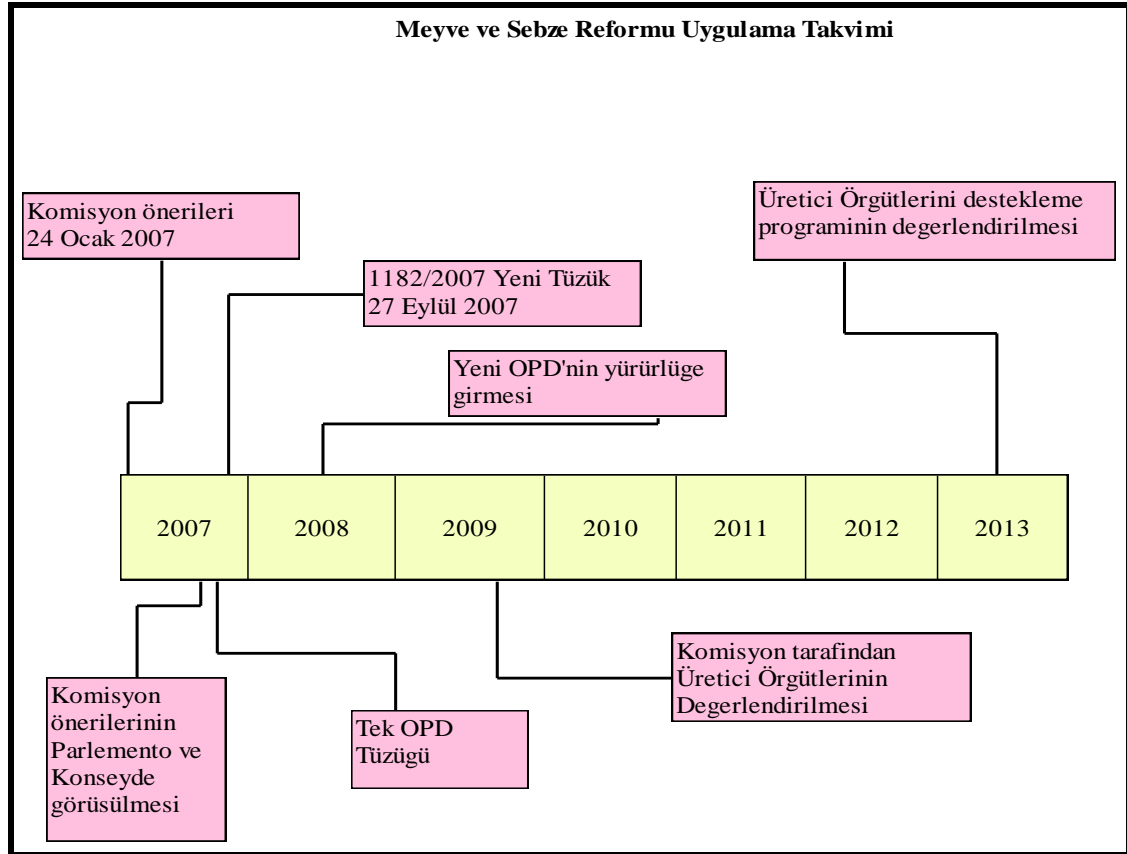 Meyve ve Sebze Reformu Uygulama Takvimi
Komisyon önerileri
24 Ocak 2007
Üretici Örgütlerini destekleme
programinin degerlendirilmesi
1182/2007 Yeni Tüzük
27 Eylül 2007
Yeni OPD'nin yürürlüge
girmesi
2007
2008
2009
2010
2011
2012
2013
Komisyon
önerilerinin
Parlemento ve
Konseyde
görüsülmesi
Tek OPD
Tüzügü
Komisyon tarafindan
Üretici Örgütlerinin
Degerlendirilmesi